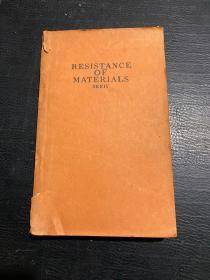 RESISTANCE
OF
MATERIALS
SEELY